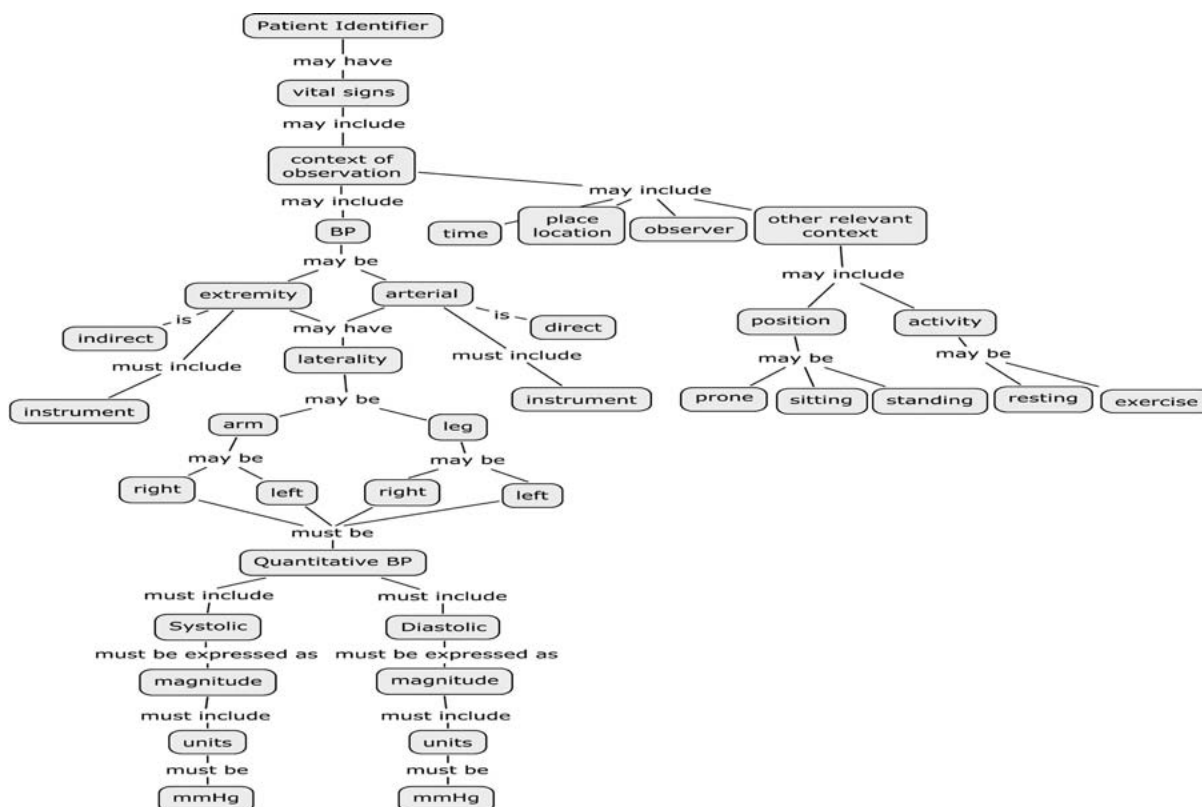 Patient Identifier
may have
vital signs
may include
context of
observation
may include
may include
time
place
location
observer
other relevant
context
BP
may be
may include
extremity
arterial
is
is
indirect
may have
direct
position
activity
laterality
must include
must include
may be
may be
instrument
instrument
prone
sitting
standing
resting
exercise
may be
arm
leg
may be
may be
right
left
right
left
must be
Quantitative BP
must include
must include
Systolic
Diastolic
must be expressed as
must be expressed as
magnitude
magnitude
must include
must include
units
units
must be
must be
mmHg
mmHg